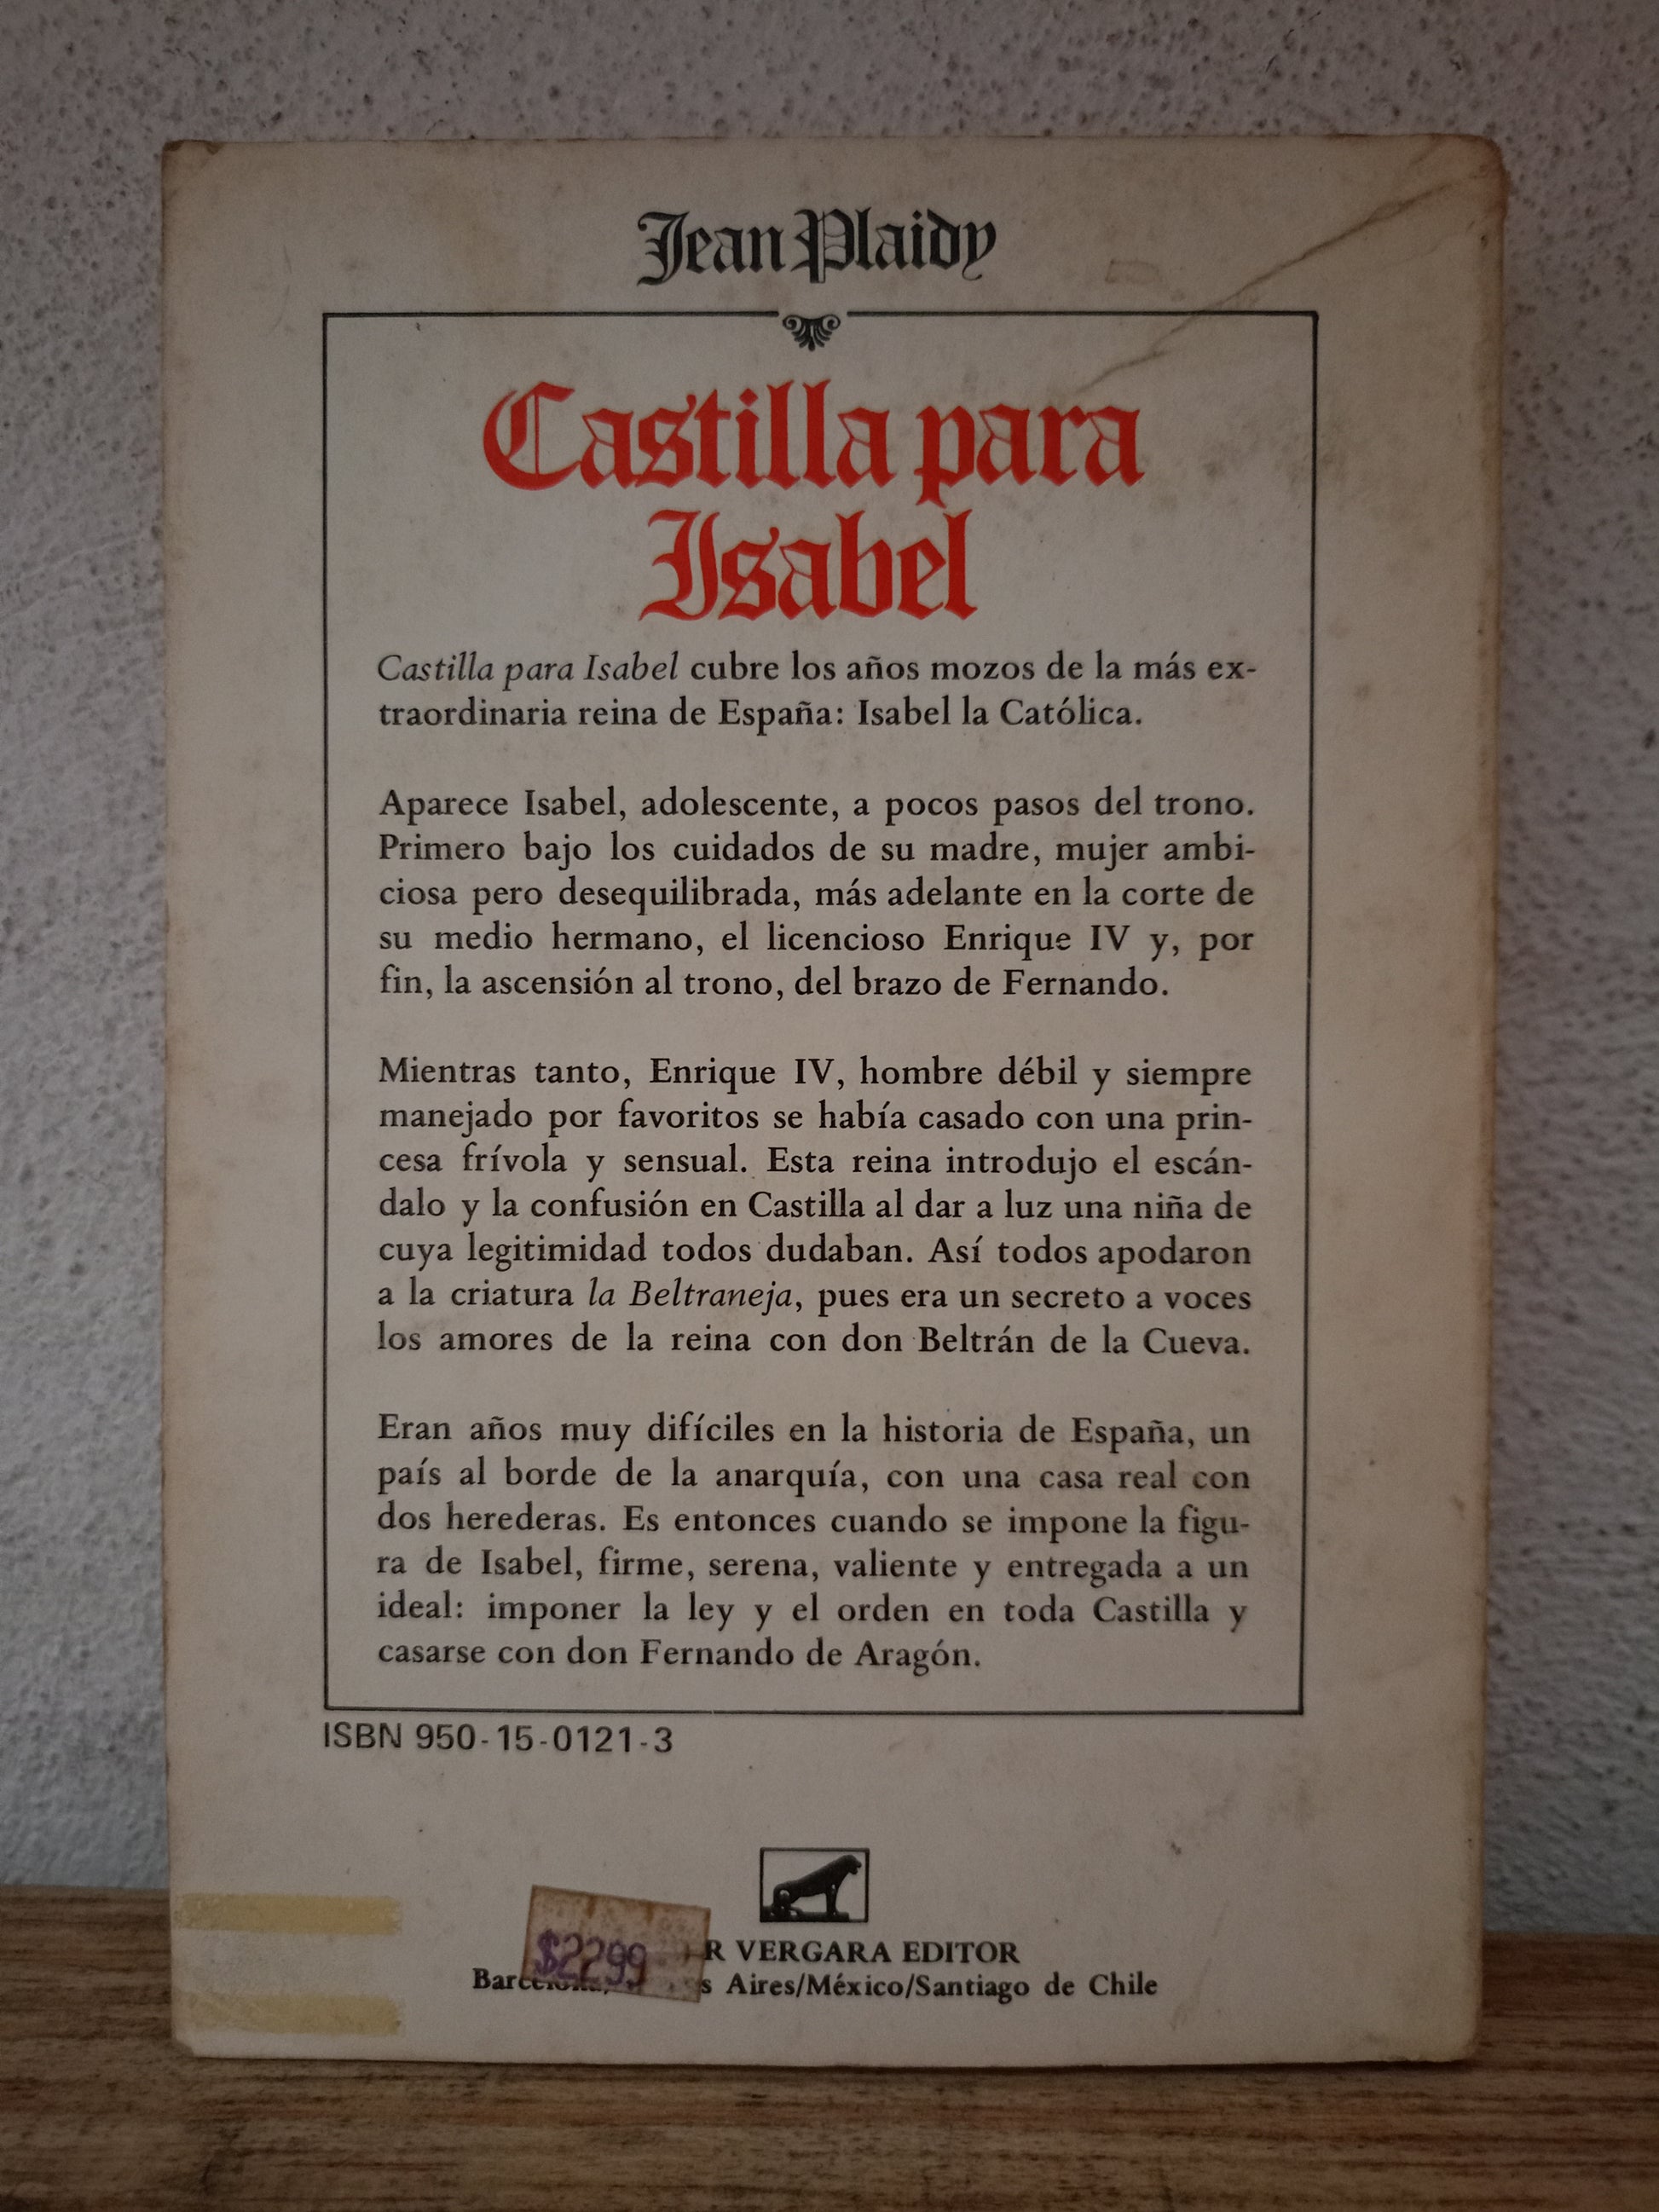 Jean Plaidy
Castilla para
Isabel
Castilla para Isabel cubre los años mozos de la más ex-
traordinaria reina de España: Isabel la Católica.
Aparece Isabel, adolescente, a pocos pasos del trono.
Primero bajo los cuidados de su madre, mujer ambi-
ciosa pero desequilibrada, más adelante en la corte de
su medio hermano, el licencioso Enrique IV y, por
fin, la ascensión al trono, del brazo de Fernando.
Mientras tanto, Enrique IV, hombre débil y siempre
manejado por favoritos se había casado con una prin-
cesa frívola y sensual. Esta reina introdujo el escán-
dalo y la confusión en Castilla al dar a luz una niña de
cuya legitimidad todos dudaban. Así todos apodaron
a la criatura la Beltraneja, pues era un secreto a voces
los amores de la reina con don Beltrán de la Cueva.
Eran años muy difíciles en la historia de España, un
país al borde de la anarquía, con una casa real con
dos herederas. Es entonces cuando se impone la figu-
ra de Isabel, firme, serena, valiente y entregada a un
ideal: imponer la ley y el orden en toda Castilla y
casarse con don Fernando de Aragón.
ISBN 950-15-0121-3
$2299
VERGARA EDITOR
Aires/México/Santiago de Chile